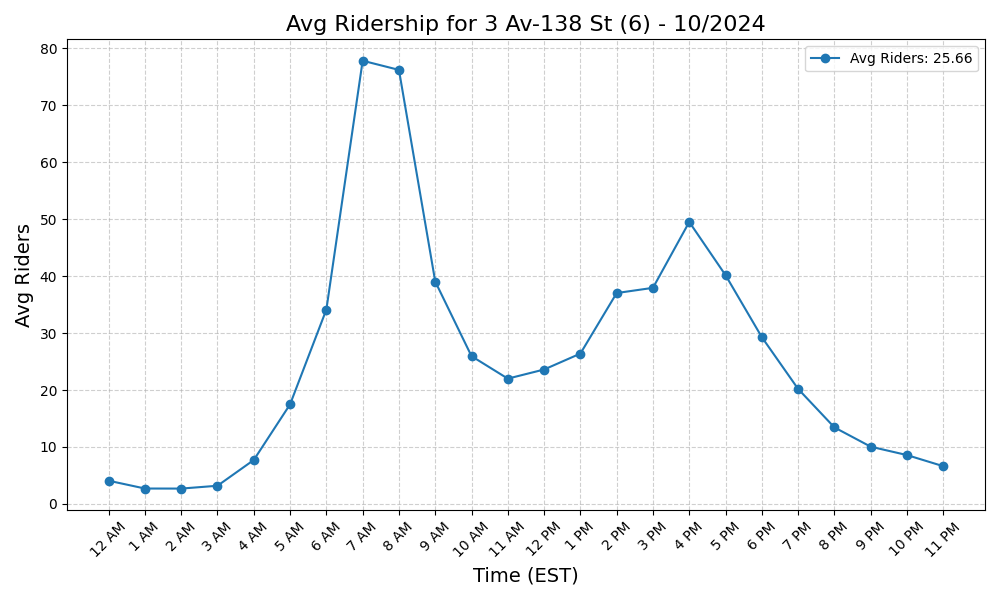 Avg Ridership for 3 Av-138 St (6) - 10/2024
Avg Riders: 25.66
80
70
60
50
40
30
20
10
0
Avg Riders
12 AM
1 AM
2 AM
3 AM
4 AM
5 AM
6 AM
7 AM
8 AM
9 AM
10 AM
11 AM
12 PM
1 PM
2 PM
3 PM
4 PM
5 PM
6 PM
7 PM
8 PM
9 PM
10 PM
11 PM
Time (EST)